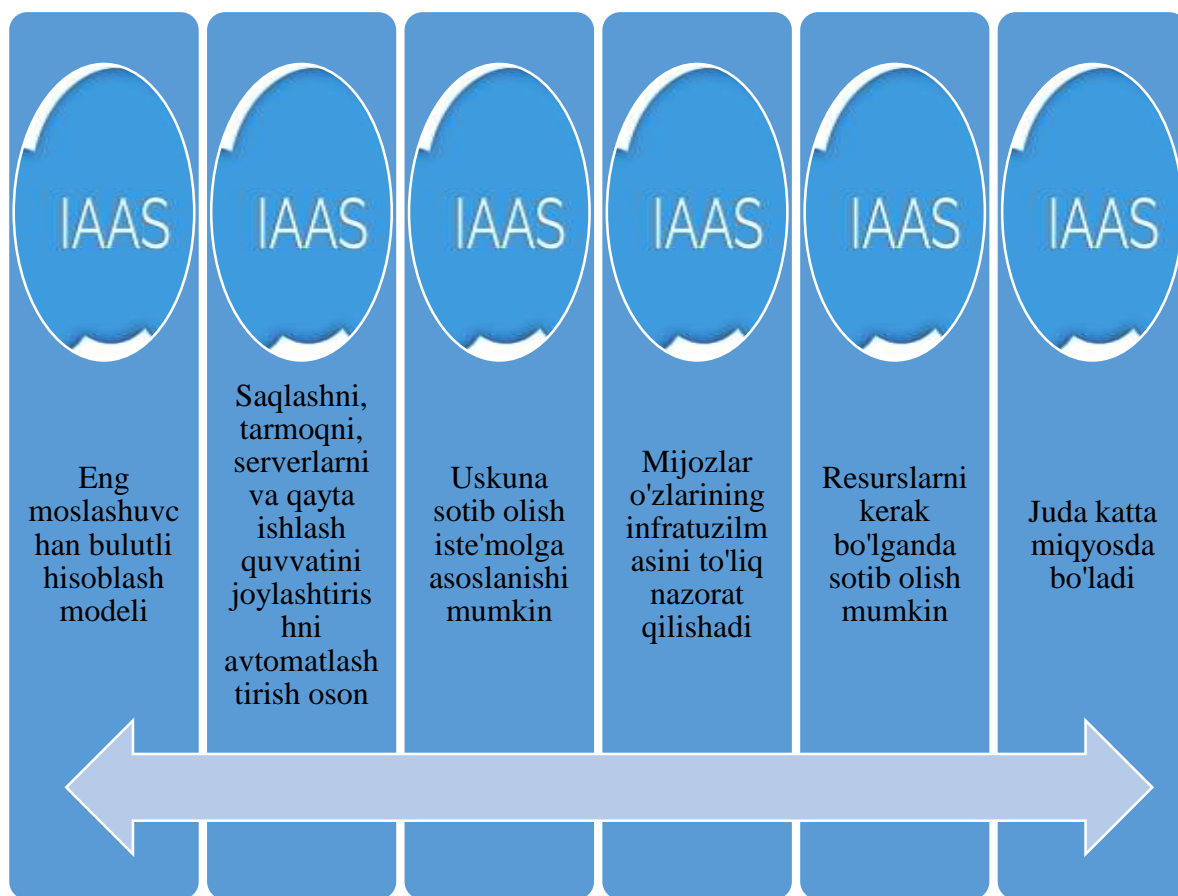 IAAS
Eng
moslashuvc
han bulutli
hisoblash
modeli
IAAS
Saqlashni,
tarmoqni,
serverlarni
va qayta
ishlash
quvvatini
joylashtiris
hni
avtomatlash
tirish oson
IAAS
Uskuna
sotib olish
iste'molga
asoslanishi
mumkin
IAAS
Mijozlar
o'zlarining
infratuzilm
asini to'liq
nazorat
qilishadi
IAAS
Resurslarni
kerak
bo'lganda
sotib olish
mumkin
IAAS
Juda katta
miqyosda
bo'ladi